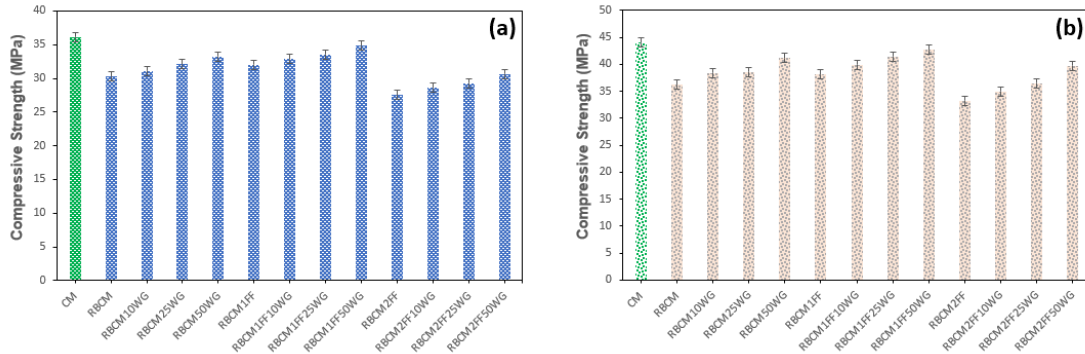 (a)
Compressive Strength (MPa)
40
35
30
25
20
15
10
5
0
CM
RBCM
RBCM10WG
RBCM25WG
RBCM50WG
RBCM1FF
RBCM1FF10WG
RBCM1FF25WG
RBCM1FF50WG
RBCM2FF
RBCM2FF10WG
RBCM2FF25WG
RBCM2FF50WG
(b)
Compressive Strength (MPa)
50
45
40
35
30
25
20
15
10
5
0
CM
RBCM
RBCM10WG
RBCM25WG
RBCM50WG
RBCM1FF
RBCM1FF10WG
RBCM1FF25WG
RBCM1FF50WG
RBCM2FF
RBCM2FF10WG
RBCM2FF25WG
RBCM2FF50WG